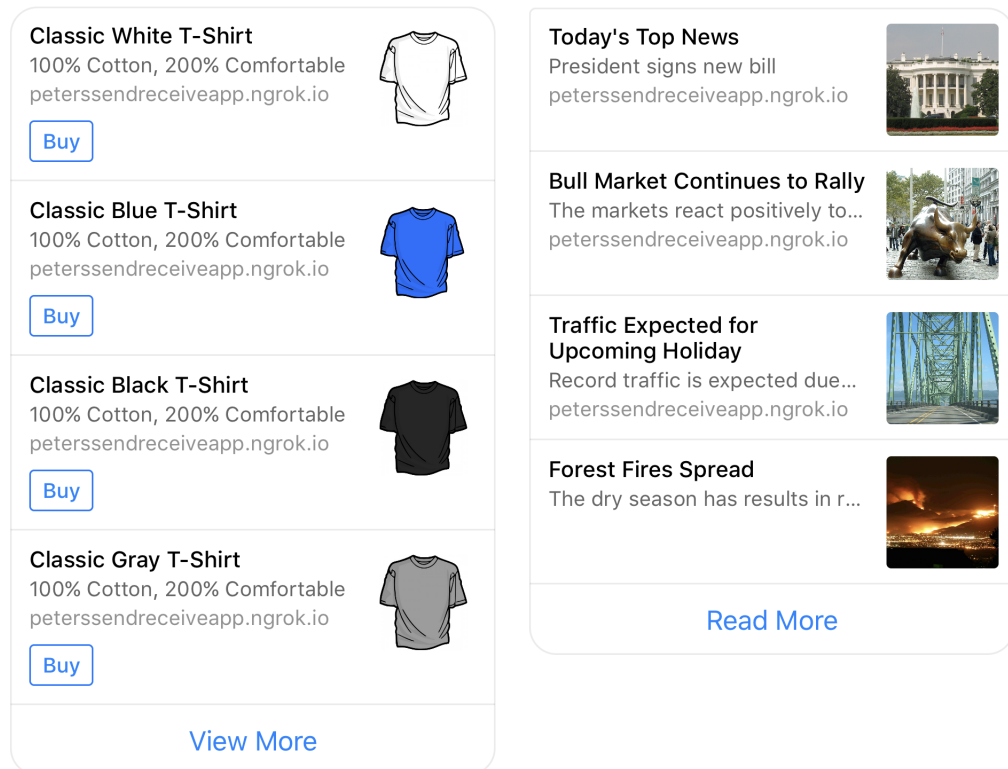 Classic White T-Shirt
100% Cotton, 200% Comfortable
peterssendreceiveapp.ngrok.io
Buy
Classic Blue T-Shirt
100% Cotton, 200% Comfortable
peterssendreceiveapp.ngrok.io
Buy
Classic Black T-Shirt
100% Cotton, 200% Comfortable
peterssendreceiveapp.ngrok.io
Buy
Classic Gray T-Shirt
100% Cotton, 200% Comfortable
peterssendreceiveapp.ngrok.io
Buy
View More
Today's Top News
President signs new bill
peterssendreceiveapp.ngrok.io
Bull Market Continues to Rally
The markets react positively to...
peterssendreceiveapp.ngrok.io
Traffic Expected for
Upcoming Holiday
Record traffic is expected due...
peterssendreceiveapp.ngrok.io
Forest Fires Spread
The dry season has results in r...
Read More